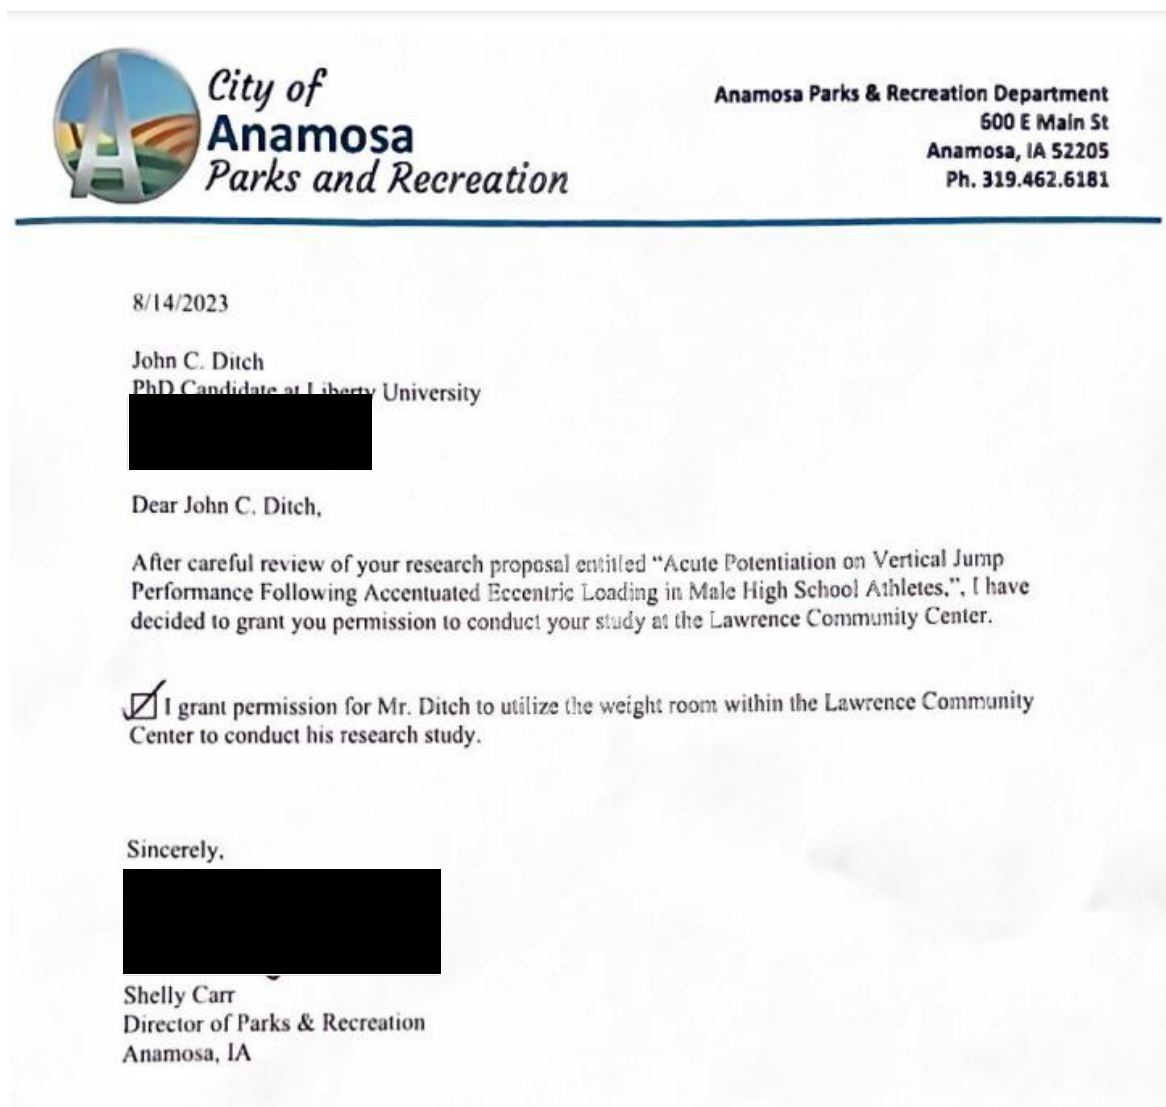 City of
Anamosa
Parks and Recreation
Anamosa Parks & Recreation Department
600 E Main St
Anamosa, IA 52205
Ph. 319.462.6181
8/14/2023
John C. Ditch
PhD Candidate at Liberty University
Dear John C. Ditch,
After careful review of your research proposal entitled “Acute Potentiation on Vertical Jump
Performance Following Accentuated Eccentric Loading in Male High School Athletes,”, I have
decided to grant you permission to conduct your study at the Lawrence Community Center.
I grant permission for Mr. Ditch to utilize the weight room within the Lawrence Community
Center to conduct his research study.
Sincerely,
Shelly Carr
Director of Parks & Recreation
Anamosa, IA